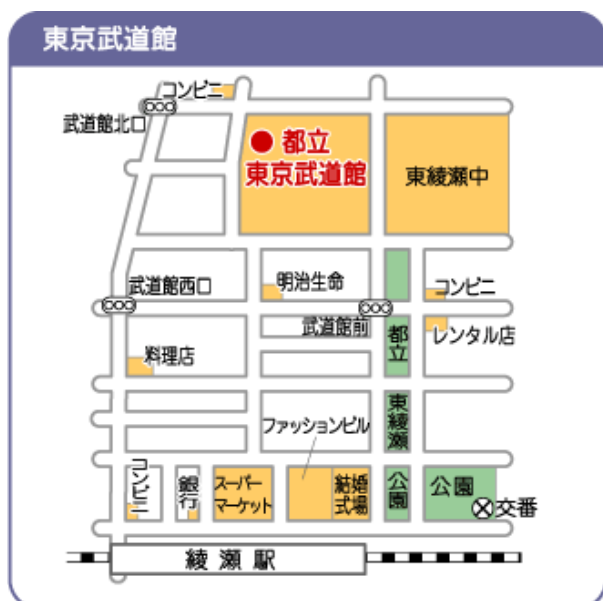 東京武道館
コンビニ
武道館北口
都立
東京武道館
東綾瀬中
武道館西口
明治生命
コンビニ
武道館前
レンタル店
料理店
都立
東綾瀬
公園
ファッションビル
コンビニ
銀行
スーパー
マーケット
結婚
式場
公園
交番
綾瀬駅